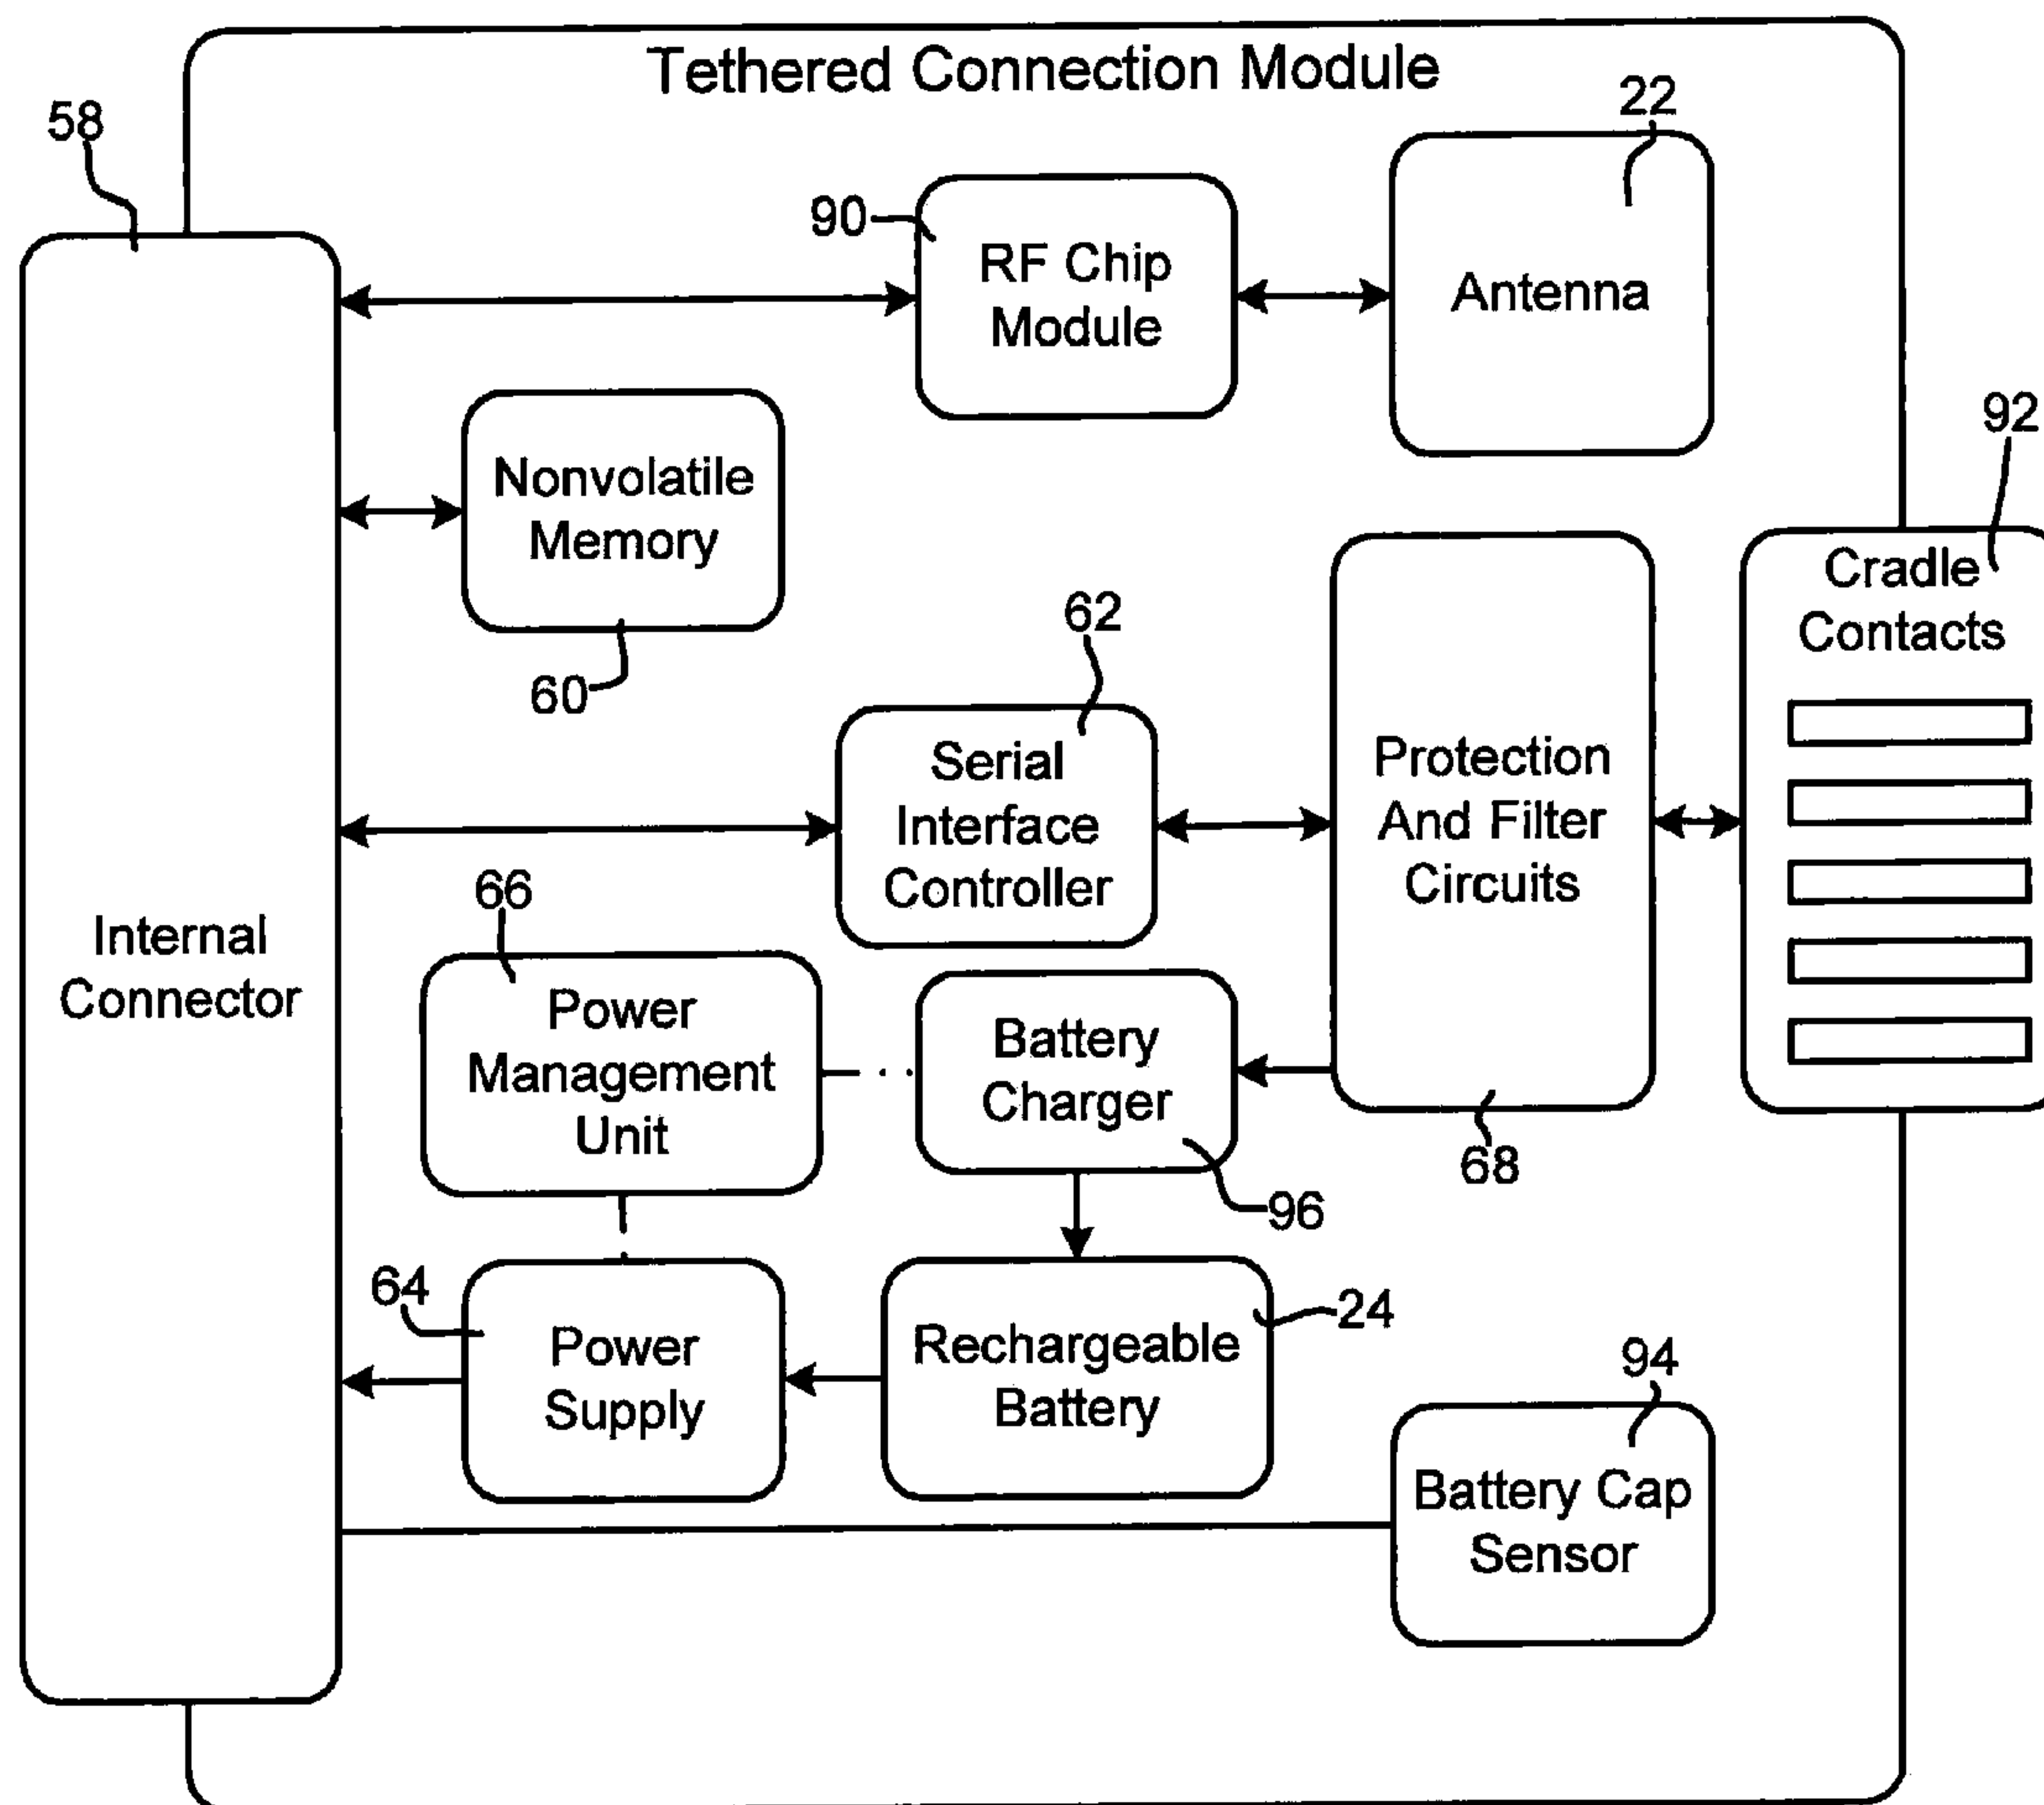 Tethered Connection Module
58
22
90
RF Chip
Module
Antenna
92
Nonvolatile
Memory
60
Cradle
Contacts
62
Serial
Interface
Controller
Protection
And Filter
Circuits
68
66
Power
Management
Unit
Internal
Connector
Battery
Charger
96
64
Power
Supply
Rechargeable
Battery
24
94
Battery Cap
Sensor